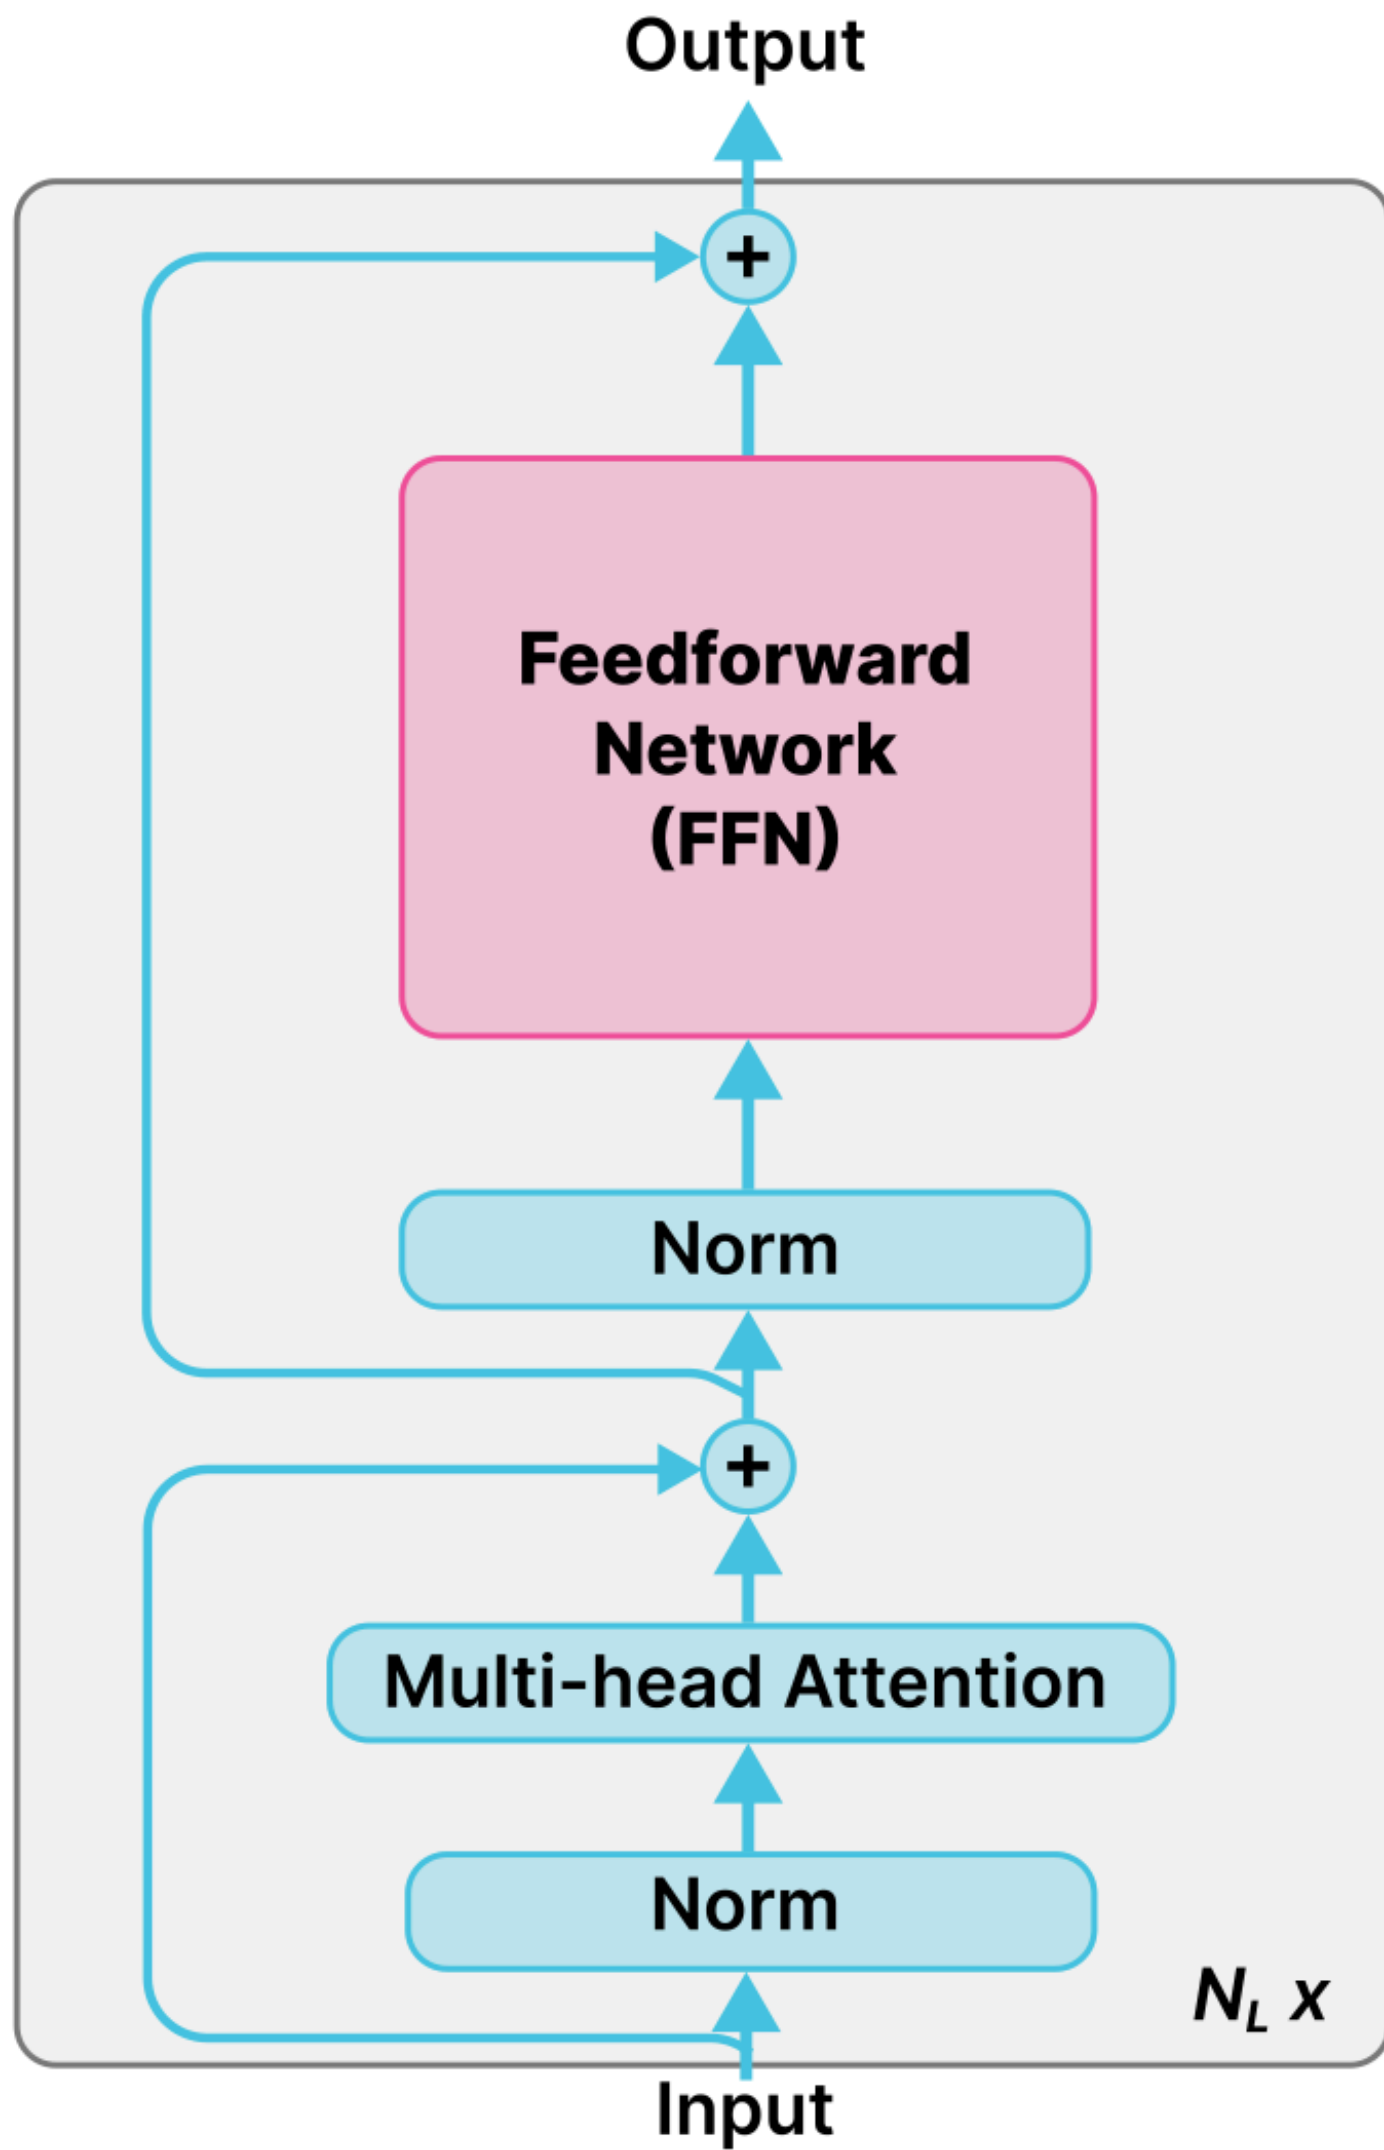 Output
+
Feedforward
Network
(FFN)
Norm
+
Multi-head Attention
Norm
N_L x
Input